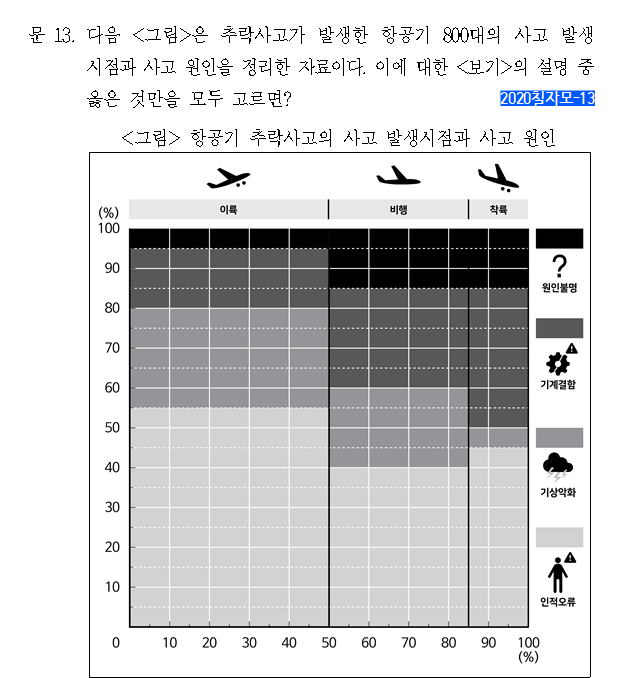 문 13. 다음 <그림>은 추락사고가 발생한 항공기 800대의 사고 발생
시점과 사고 원인을 정리한 자료이다. 이에 대한 <보기>의 설명 중
옳은 것만을 모두 고르면?
2020칠자모-13
<그림> 항공기 추락사고의 사고 발생시점과 사고 원인
이륙 비행 착륙
(%)
100
90
80
70
60
50
40
30
20
10
0 10 20 30 40 50 60 70 80 90 100
(%)
?
원인불명
기계결함
기상악화
인적오류